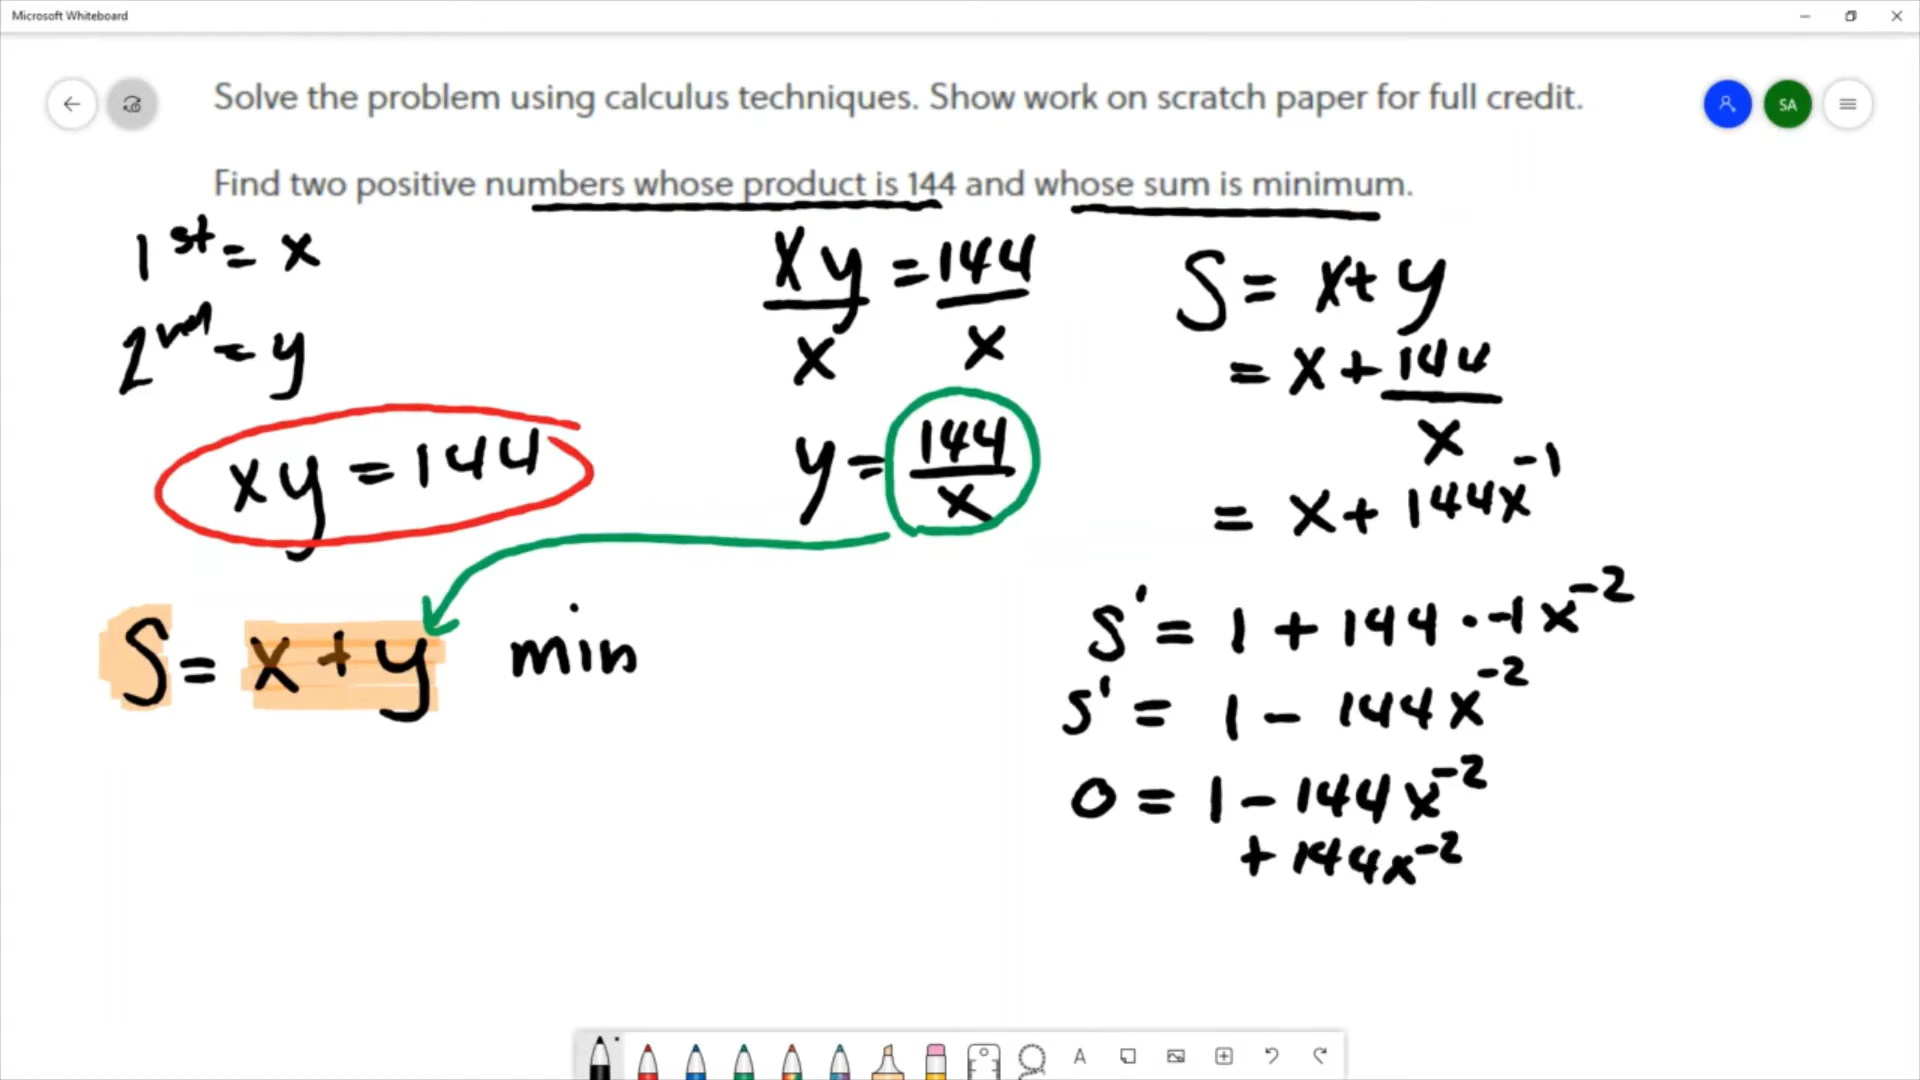 Microsoft Whiteboard
Solve the problem using calculus techniques. Show work on scratch paper for full credit.
SA
Find two positive numbers whose product is 144 and whose sum is minimum.
1st = x
2nd = y
xy = 144
S = x + y min
xy/x = 144/x
y = 144/x
S = x + y
= x + 144/x
= x + 144x⁻¹
S' = 1 + 144 · -1x⁻²
S' = 1 - 144x⁻²
0 = 1 - 144x⁻²
+ 144x⁻²
A